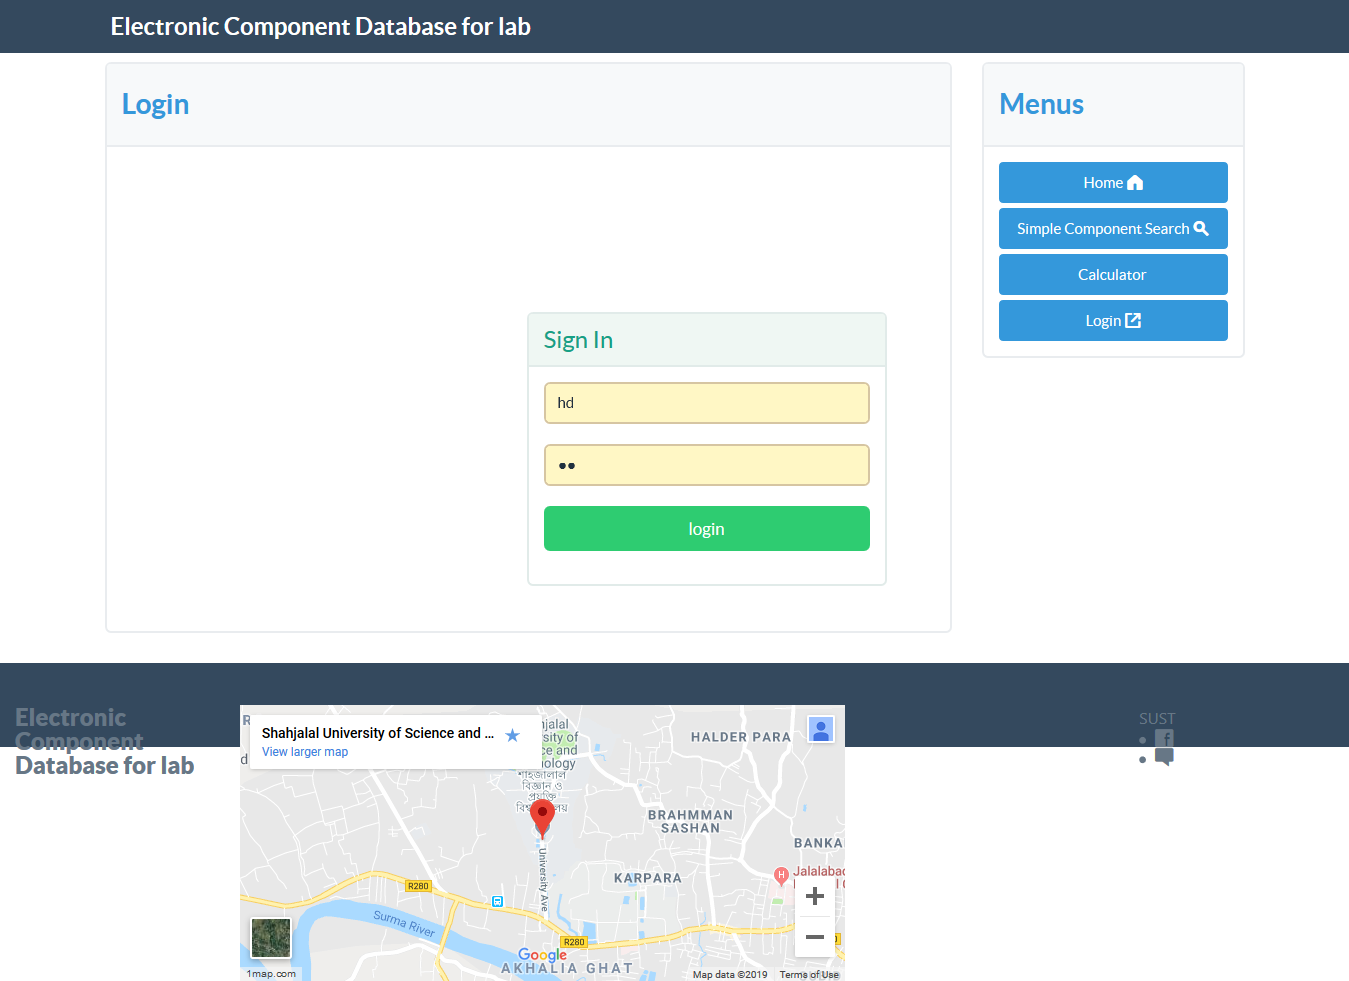 Electronic Component Database for lab
Login
Menus
Home
Simple Component Search
Calculator
Login
Sign In
hd
••
login
Electronic
Component
Database for lab
Shahjalal University of Science and ...
View larger map
HALDER PARA
বিজ্ঞান ও
প্রযুক্তি
BRAHMMAN
SASHAN
BANKA
KARPARA
Jalalabad
University Ave
R280
Surma River
R280
Google
AKHALIA GHAT
1map.com
Map data ©2019
Terms of Use
SUST